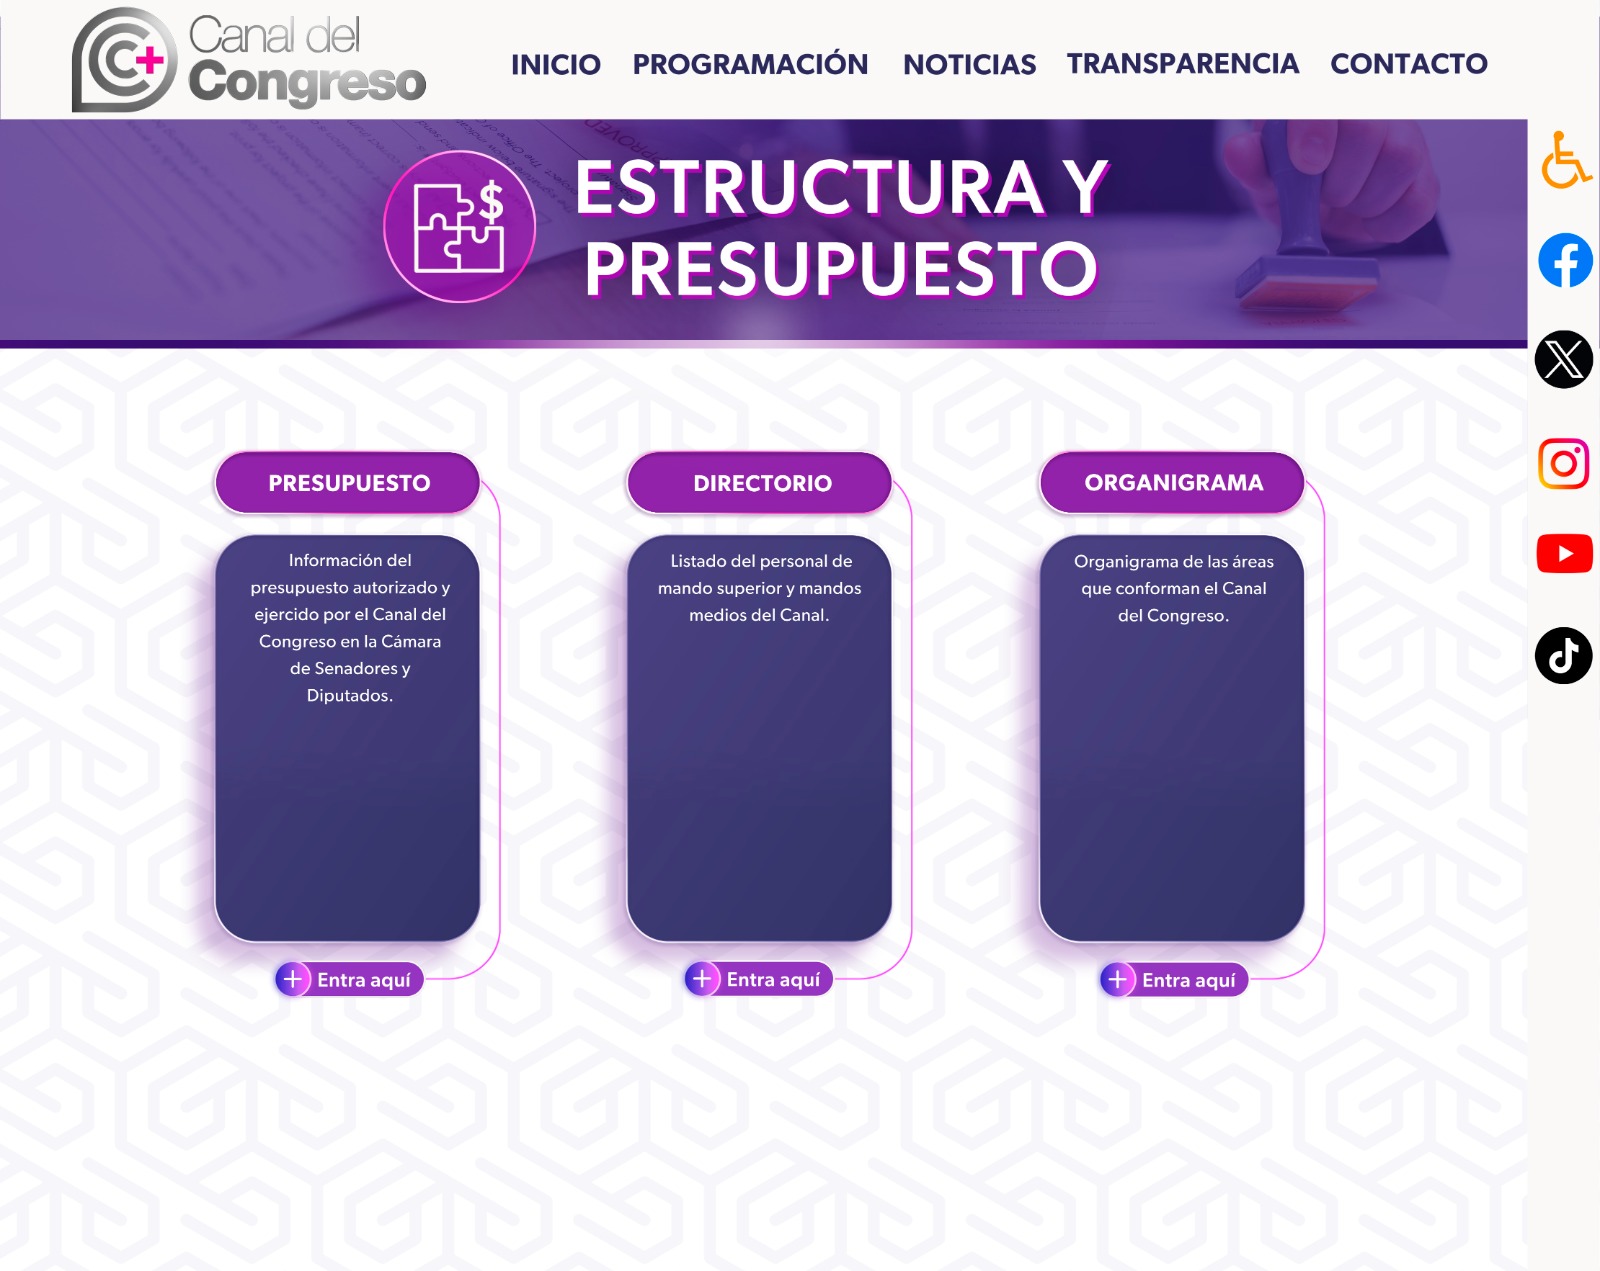 Canal del
Congreso
INICIO
PROGRAMACIÓN
NOTICIAS
TRANSPARENCIA
CONTACTO
ESTRUCTURA Y
PRESUPUESTO
PRESUPUESTO
Información del
presupuesto autorizado y
ejercido por el Canal del
Congreso en la Cámara
de Senadores y
Diputados.
Entra aquí
DIRECTORIO
Listado del personal de
mando superior y mandos
medios del Canal.
Entra aquí
ORGANIGRAMA
Organigrama de las áreas
que conforman el Canal
del Congreso.
Entra aquí